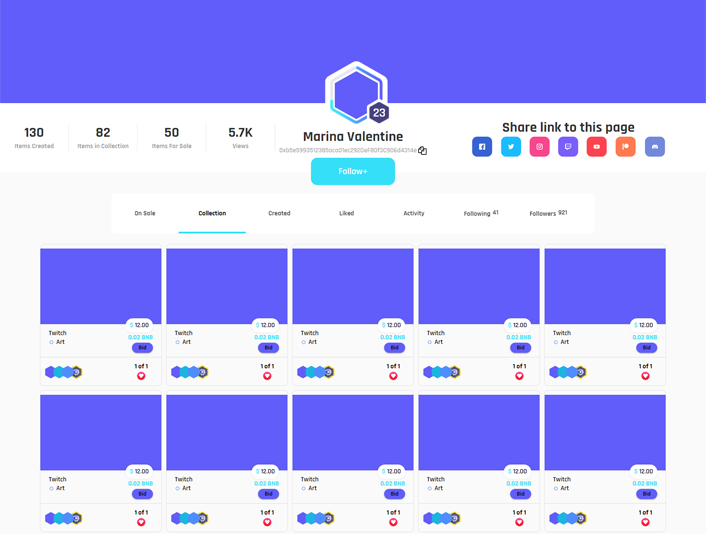 23
130
Items Created
82
Items in Collection
50
Items For Sale
5.7K
Views
Marina Valentine
Follow+
Share link to this page
On Sale
Collection
Created
Liked
Activity
Following 41
Followers 921
$ 12.00
Twitch
0.02 BNB
Art
Bid
1 of 1
$ 12.00
Twitch
0.02 BNB
Art
Bid
1 of 1
$ 12.00
Twitch
0.02 BNB
Art
Bid
1 of 1
$ 12.00
Twitch
0.02 BNB
Art
Bid
1 of 1
$ 12.00
Twitch
0.02 BNB
Art
Bid
1 of 1
$ 12.00
Twitch
0.02 BNB
Art
Bid
1 of 1
$ 12.00
Twitch
0.02 BNB
Art
Bid
1 of 1
$ 12.00
Twitch
0.02 BNB
Art
Bid
1 of 1
$ 12.00
Twitch
0.02 BNB
Art
Bid
1 of 1
$ 12.00
Twitch
0.02 BNB
Art
Bid
1 of 1